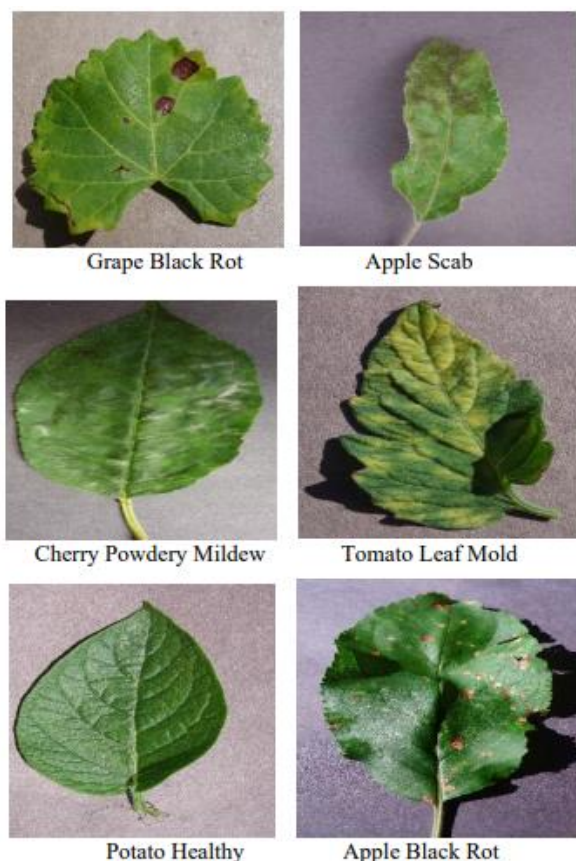 Grape Black Rot
Apple Scab
Cherry Powdery Mildew
Tomato Leaf Mold
Potato Healthy
Apple Black Rot